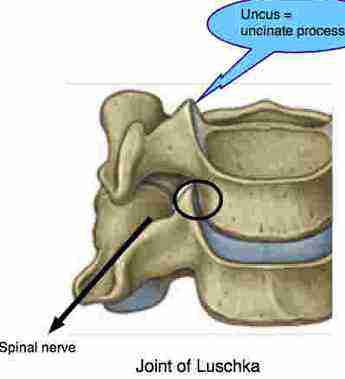 Uncus =
uncinate process
Spinal nerve
Joint of Luschka